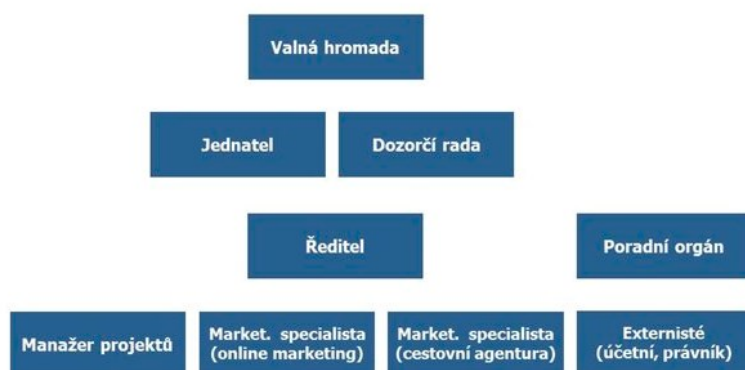 Valná hromada
Jednatel
Dozorčí rada
Ředitel
Poradní orgán
Manažer projektů
Market. specialista
(online marketing)
Market. specialista
(cestovní agentura)
Externisté
(účetní, právník)